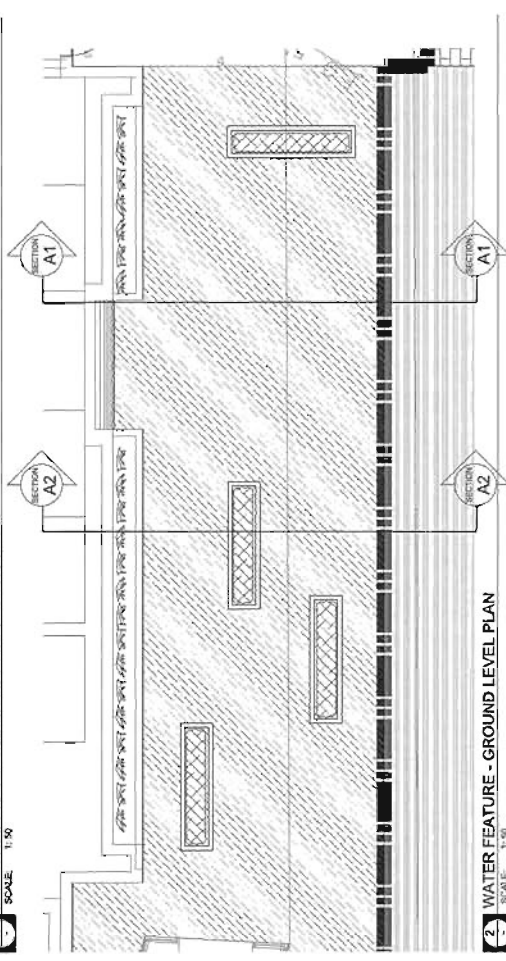 SCALE: 1:50
SECTION
A1
SECTION
A1
SECTION
A2
SECTION
A2
2
WATER FEATURE - GROUND LEVEL PLAN
SCALE: 1:50